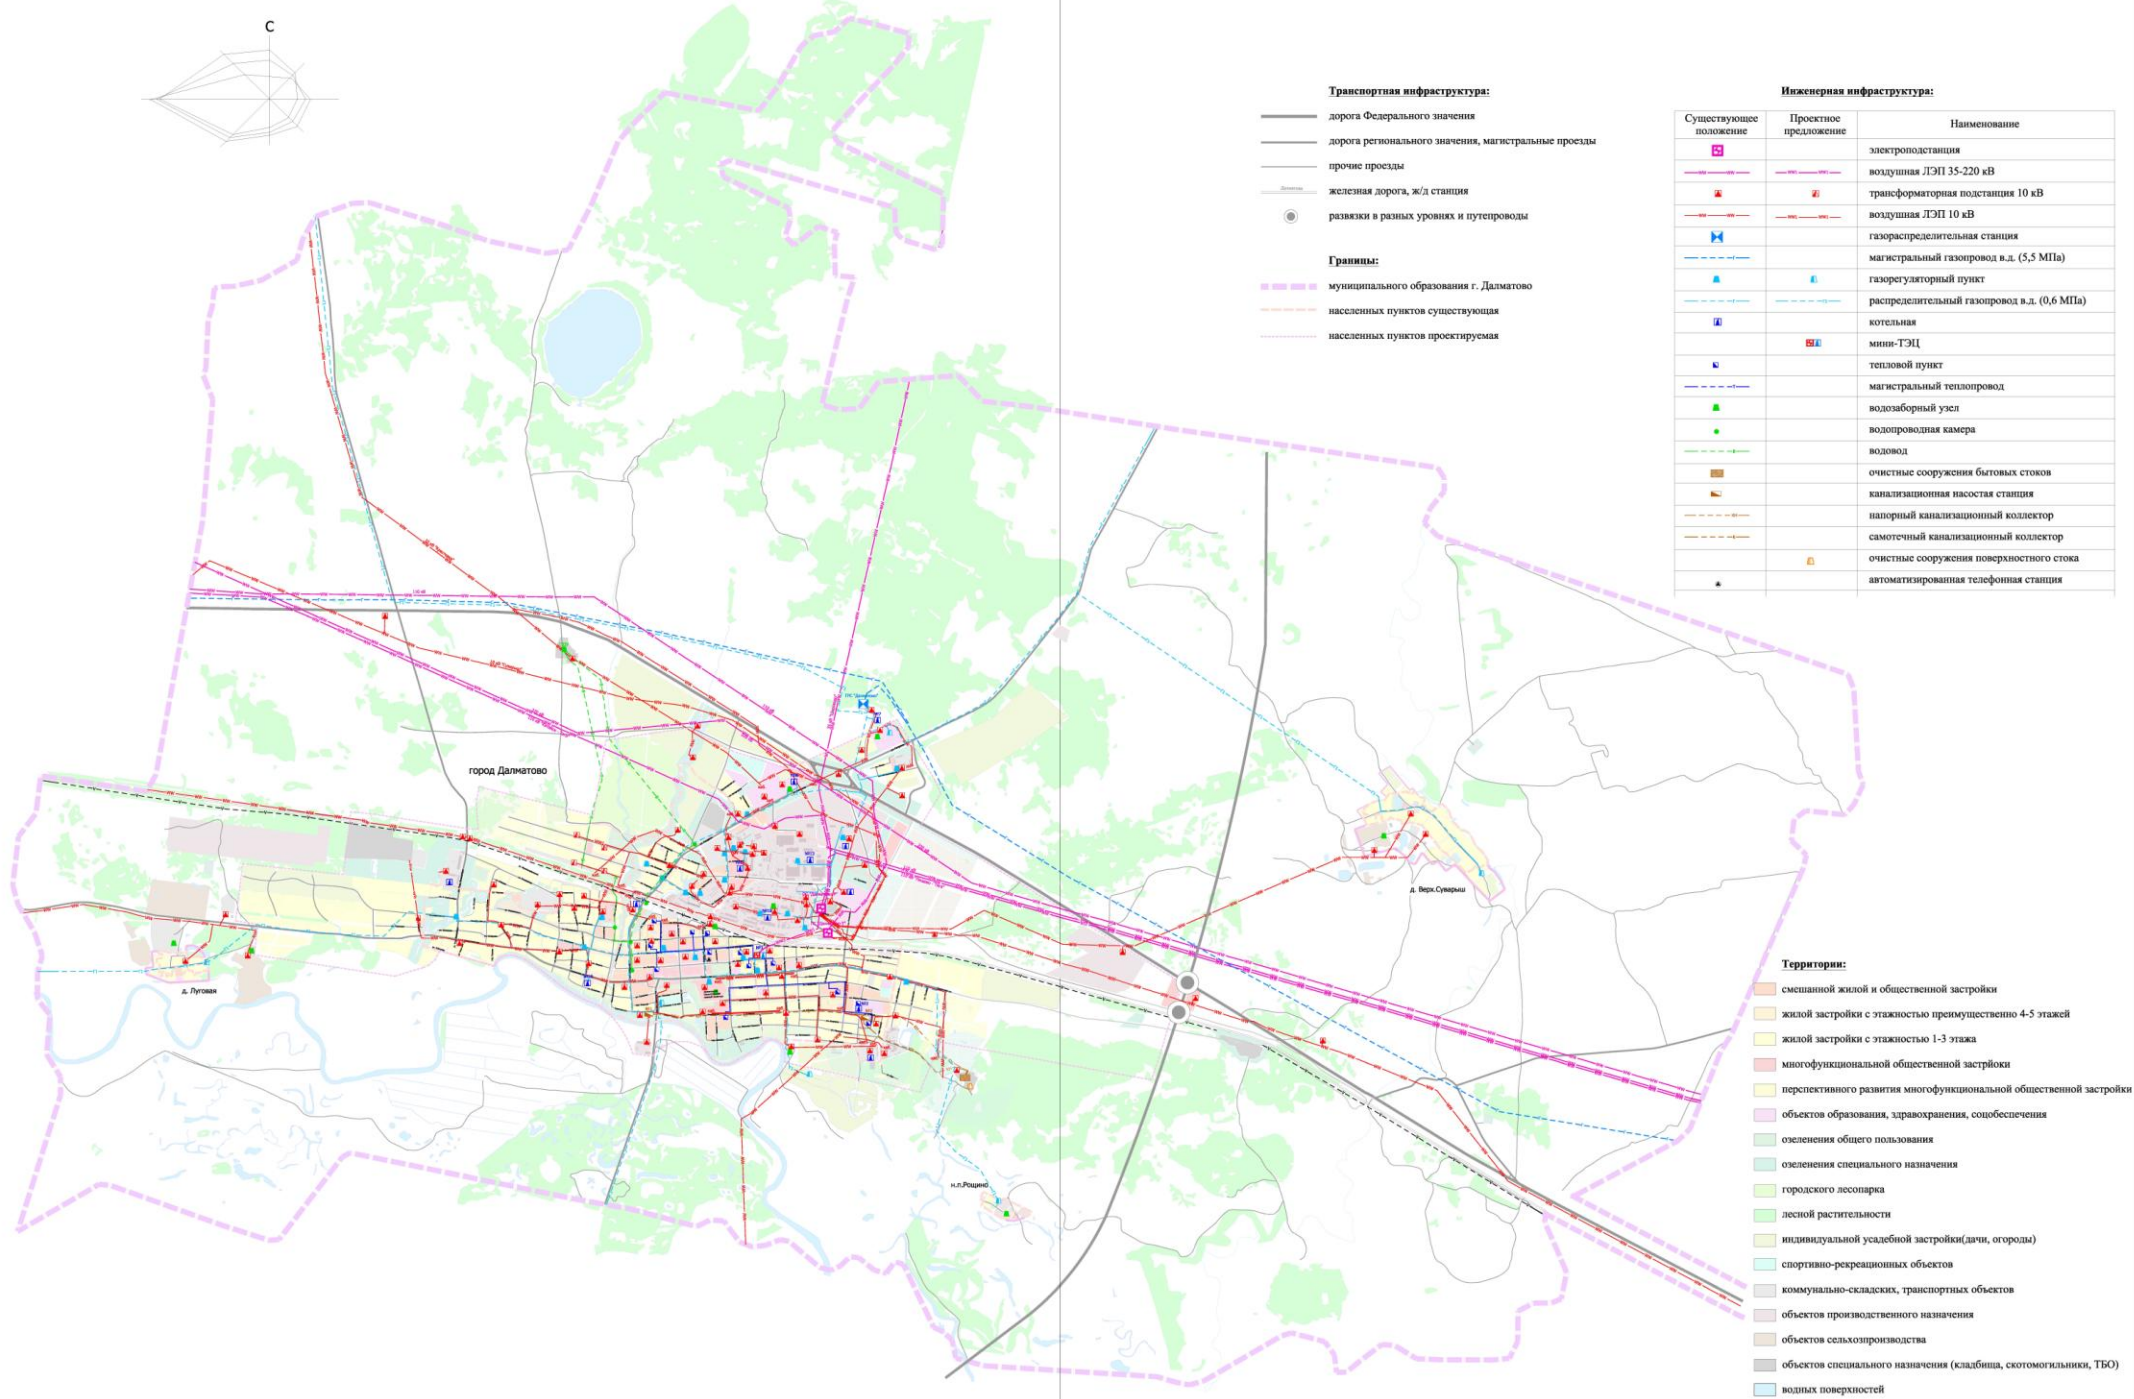 С
Транспортная инфраструктура:
дорога Федерального значения
дорога регионального значения, магистральные проезды
прочие проезды
железная дорога, ж/д станция
развязки в разных уровнях и путепроводы
Границы:
муниципального образования г. Далматово
населенных пунктов существующая
населенных пунктов проектируемая
Инженерная инфраструктура:
Существующее положение
Проектное предложение
Наименование
электроподстанция
воздушная ЛЭП 35-220 кВ
трансформаторная подстанция 10 кВ
воздушная ЛЭП 10 кВ
газораспределительная станция
магистральный газопровод в.д. (5,5 МПа)
газорегуляторный пункт
распределительный газопровод в.д. (0,6 МПа)
котельная
мини-ТЭЦ
тепловой пункт
магистральный теплопровод
водозаборный узел
водопроводная камера
водовод
очистные сооружения бытовых стоков
канализационная насостая станция
напорный канализационный коллектор
самотечный канализационный коллектор
очистные сооружения поверхностного стока
автоматизированная телефонная станция
город Далматово
д. Верх.Суварыш
д. Луговая
н.п.Рощино
Территории:
смешанной жилой и общественной застройки
жилой застройки с этажностью преимущественно 4-5 этажей
жилой застройки с этажностью 1-3 этажа
многофункциональной общественной застрйоки
перспективного развития многофункциональной общественной застройки
объектов образования, здравохранения, соцобеспечения
озеленения общего пользования
озеленения специального назначения
городского лесопарка
лесной растительности
индивидуальной усадебной застройки(дачи, огороды)
спортивно-рекреационных объектов
коммунально-складских, транспортных объектов
объектов производственного назначения
объектов сельхозпроизводства
объектов специального назначения (кладбища, скотомогильники, ТБО)
водных поверхностей